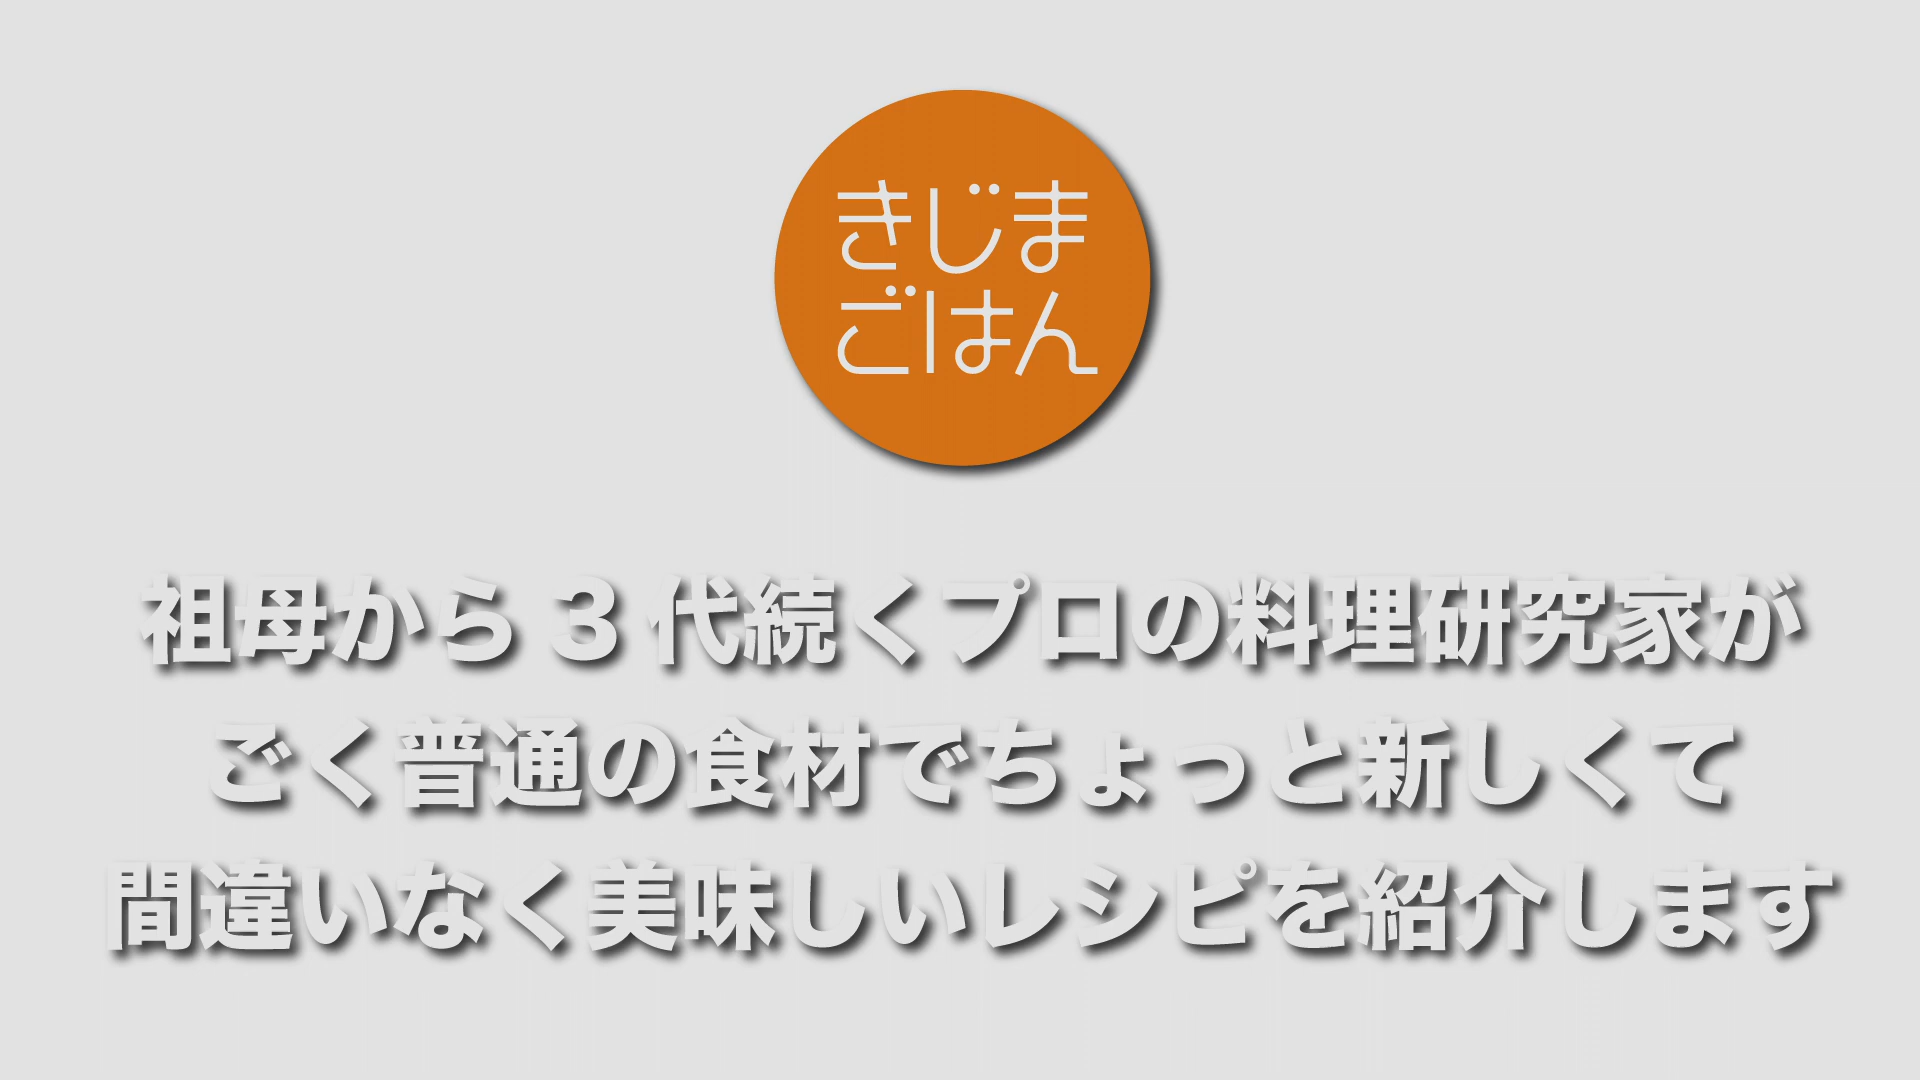 きじま
ごはん
祖母から3代続くプロの料理研究家が
ごく普通の食材でちょっと新しくて
間違いなく美味しいレシピを紹介します